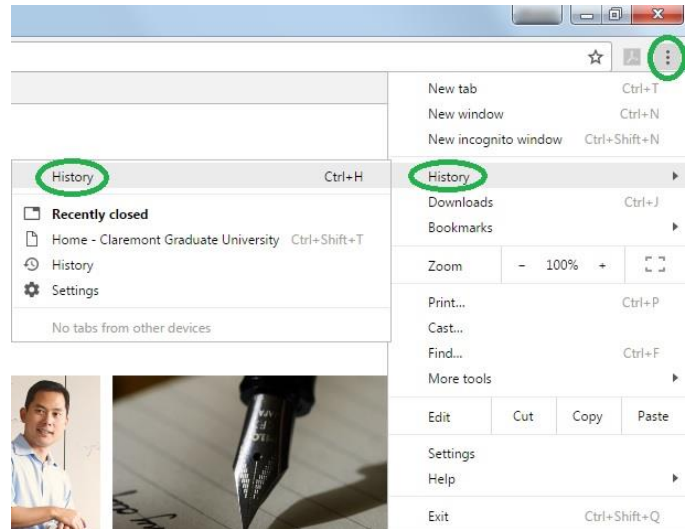 New tab Ctrl+T
New window Ctrl+N
New incognito window Ctrl+Shift+N
History
Downloads Ctrl+J
Bookmarks
Zoom - 100% +
Print... Ctrl+P
Cast...
Find... Ctrl+F
More tools
Edit Cut Copy Paste
Settings
Help
Exit Ctrl+Shift+Q
History Ctrl+H
Recently closed
Home - Claremont Graduate University Ctrl+Shift+T
History
Settings
No tabs from other devices